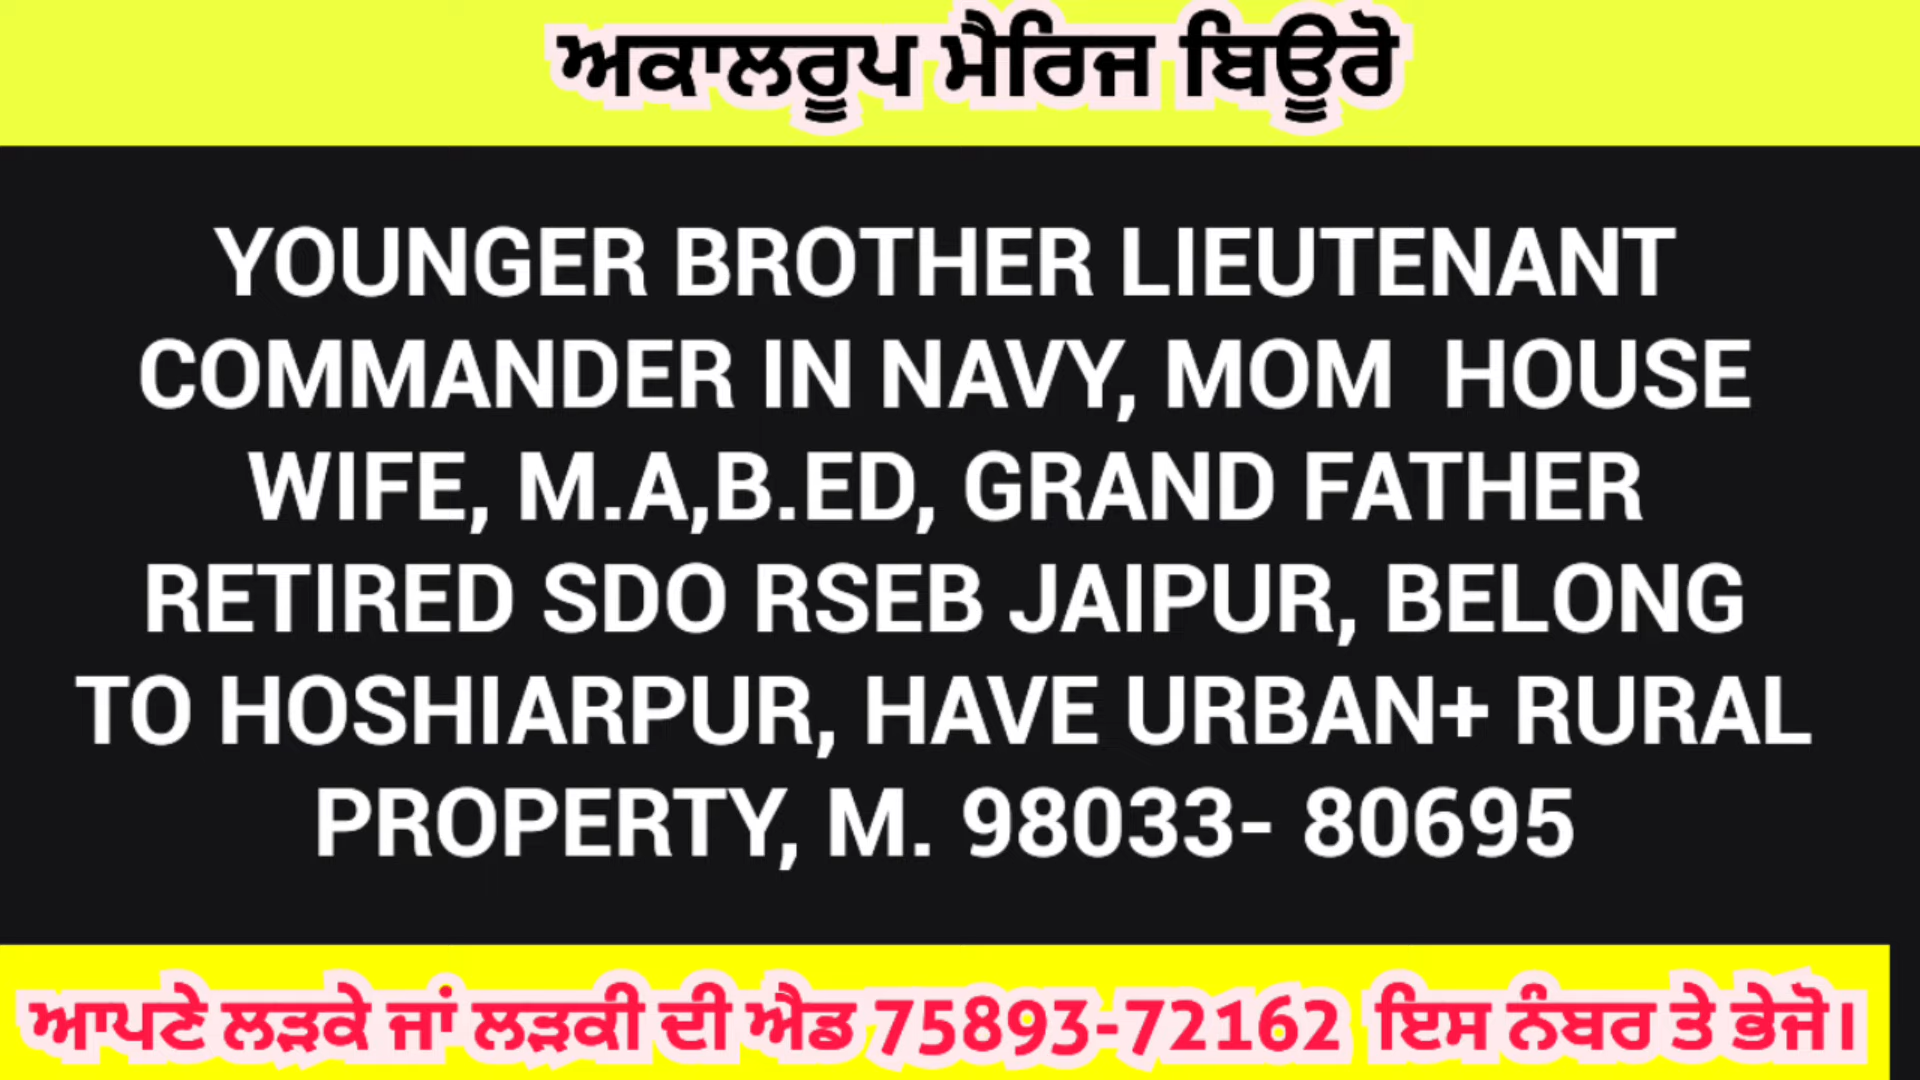 ਅਕਾਲਰੂਪ ਮੈਰਿਜ ਬਿਊਰੋ
YOUNGER BROTHER LIEUTENANT
COMMANDER IN NAVY, MOM HOUSE
WIFE, M.A,B.ED, GRAND FATHER
RETIRED SDO RSEB JAIPUR, BELONG
TO HOSHIARPUR, HAVE URBAN+ RURAL
PROPERTY, M. 98033- 80695
ਆਪਣੇ ਲੜਕੇ ਜਾਂ ਲੜਕੀ ਦੀ ਐਡ 75893-72162 ਇਸ ਨੰਬਰ ਤੇ ਭੇਜੋ।